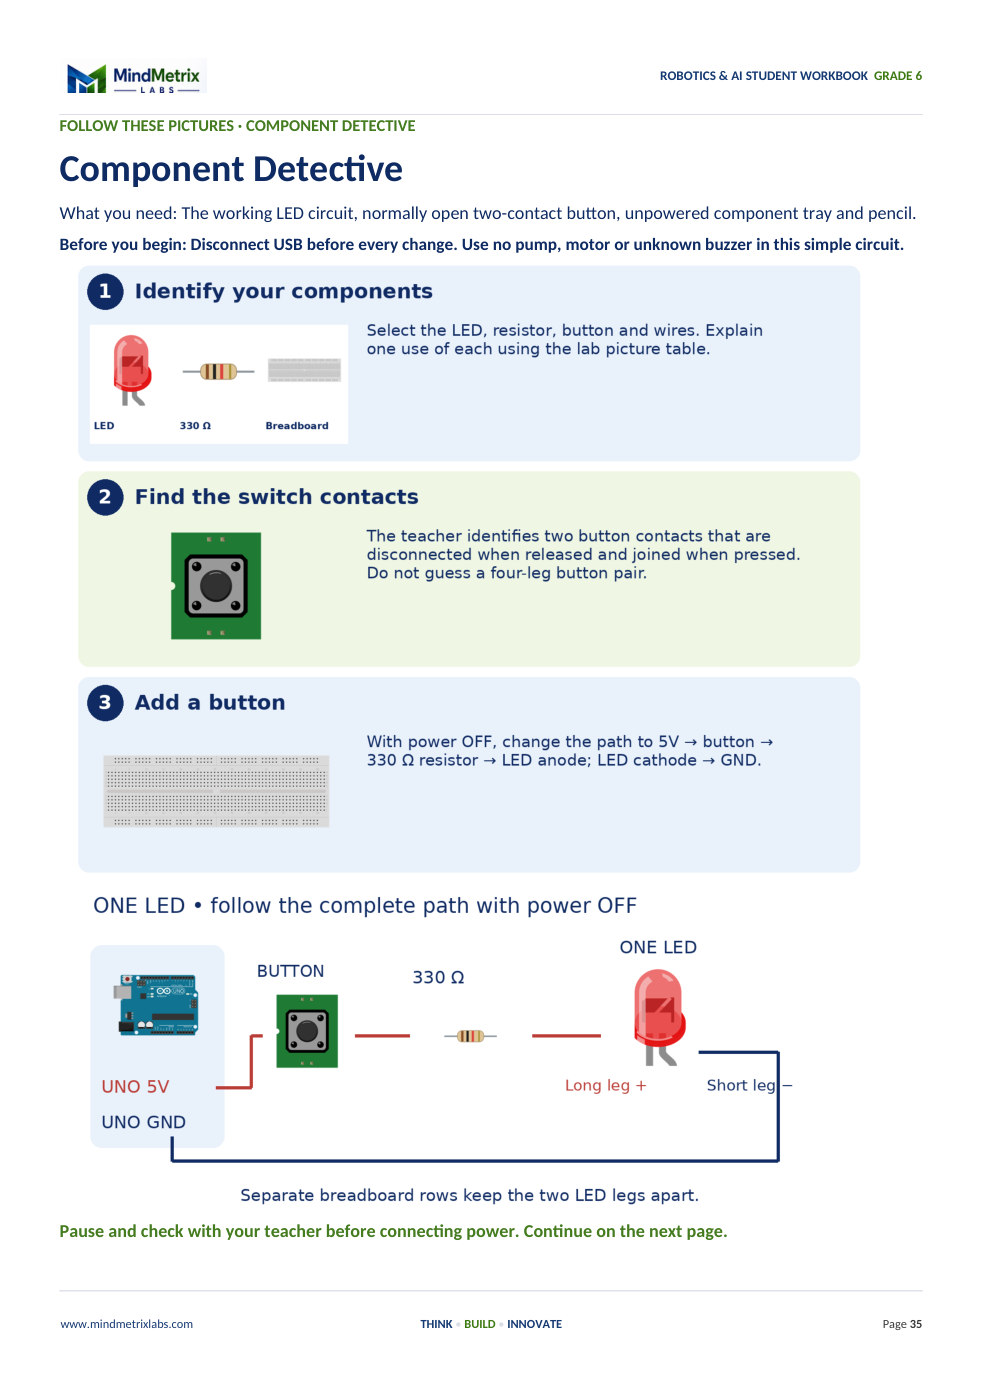 MindMetrix
LABS
ROBOTICS & AI STUDENT WORKBOOK GRADE 6
FOLLOW THESE PICTURES · COMPONENT DETECTIVE
Component Detective
What you need: The working LED circuit, normally open two-contact button, unpowered component tray and pencil.
Before you begin: Disconnect USB before every change. Use no pump, motor or unknown buzzer in this simple circuit.
1 Identify your components
Select the LED, resistor, button and wires. Explain
one use of each using the lab picture table.
LED 330 Ω Breadboard
2 Find the switch contacts
The teacher identifies two button contacts that are
disconnected when released and joined when pressed.
Do not guess a four-leg button pair.
3 Add a button
With power OFF, change the path to 5V → button →
330 Ω resistor → LED anode; LED cathode → GND.
ONE LED • follow the complete path with power OFF
ONE LED
BUTTON
330 Ω
UNO 5V
Long leg +
Short leg −
UNO GND
Separate breadboard rows keep the two LED legs apart.
Pause and check with your teacher before connecting power. Continue on the next page.
www.mindmetrixlabs.com
THINK • BUILD • INNOVATE
Page 35